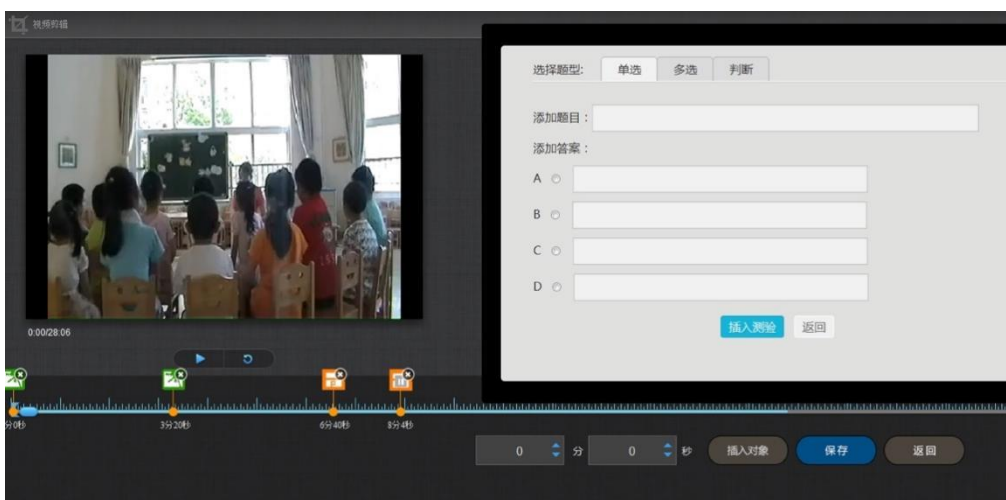 视频剪辑
选择题型: 单选 多选 判断
添加题目:
添加答案:
A
B
C
D
插入测验 返回
0:00/28:06
分0秒 3分20秒 6分40秒 8分4秒
0 分 0 秒 插入对象 保存 返回